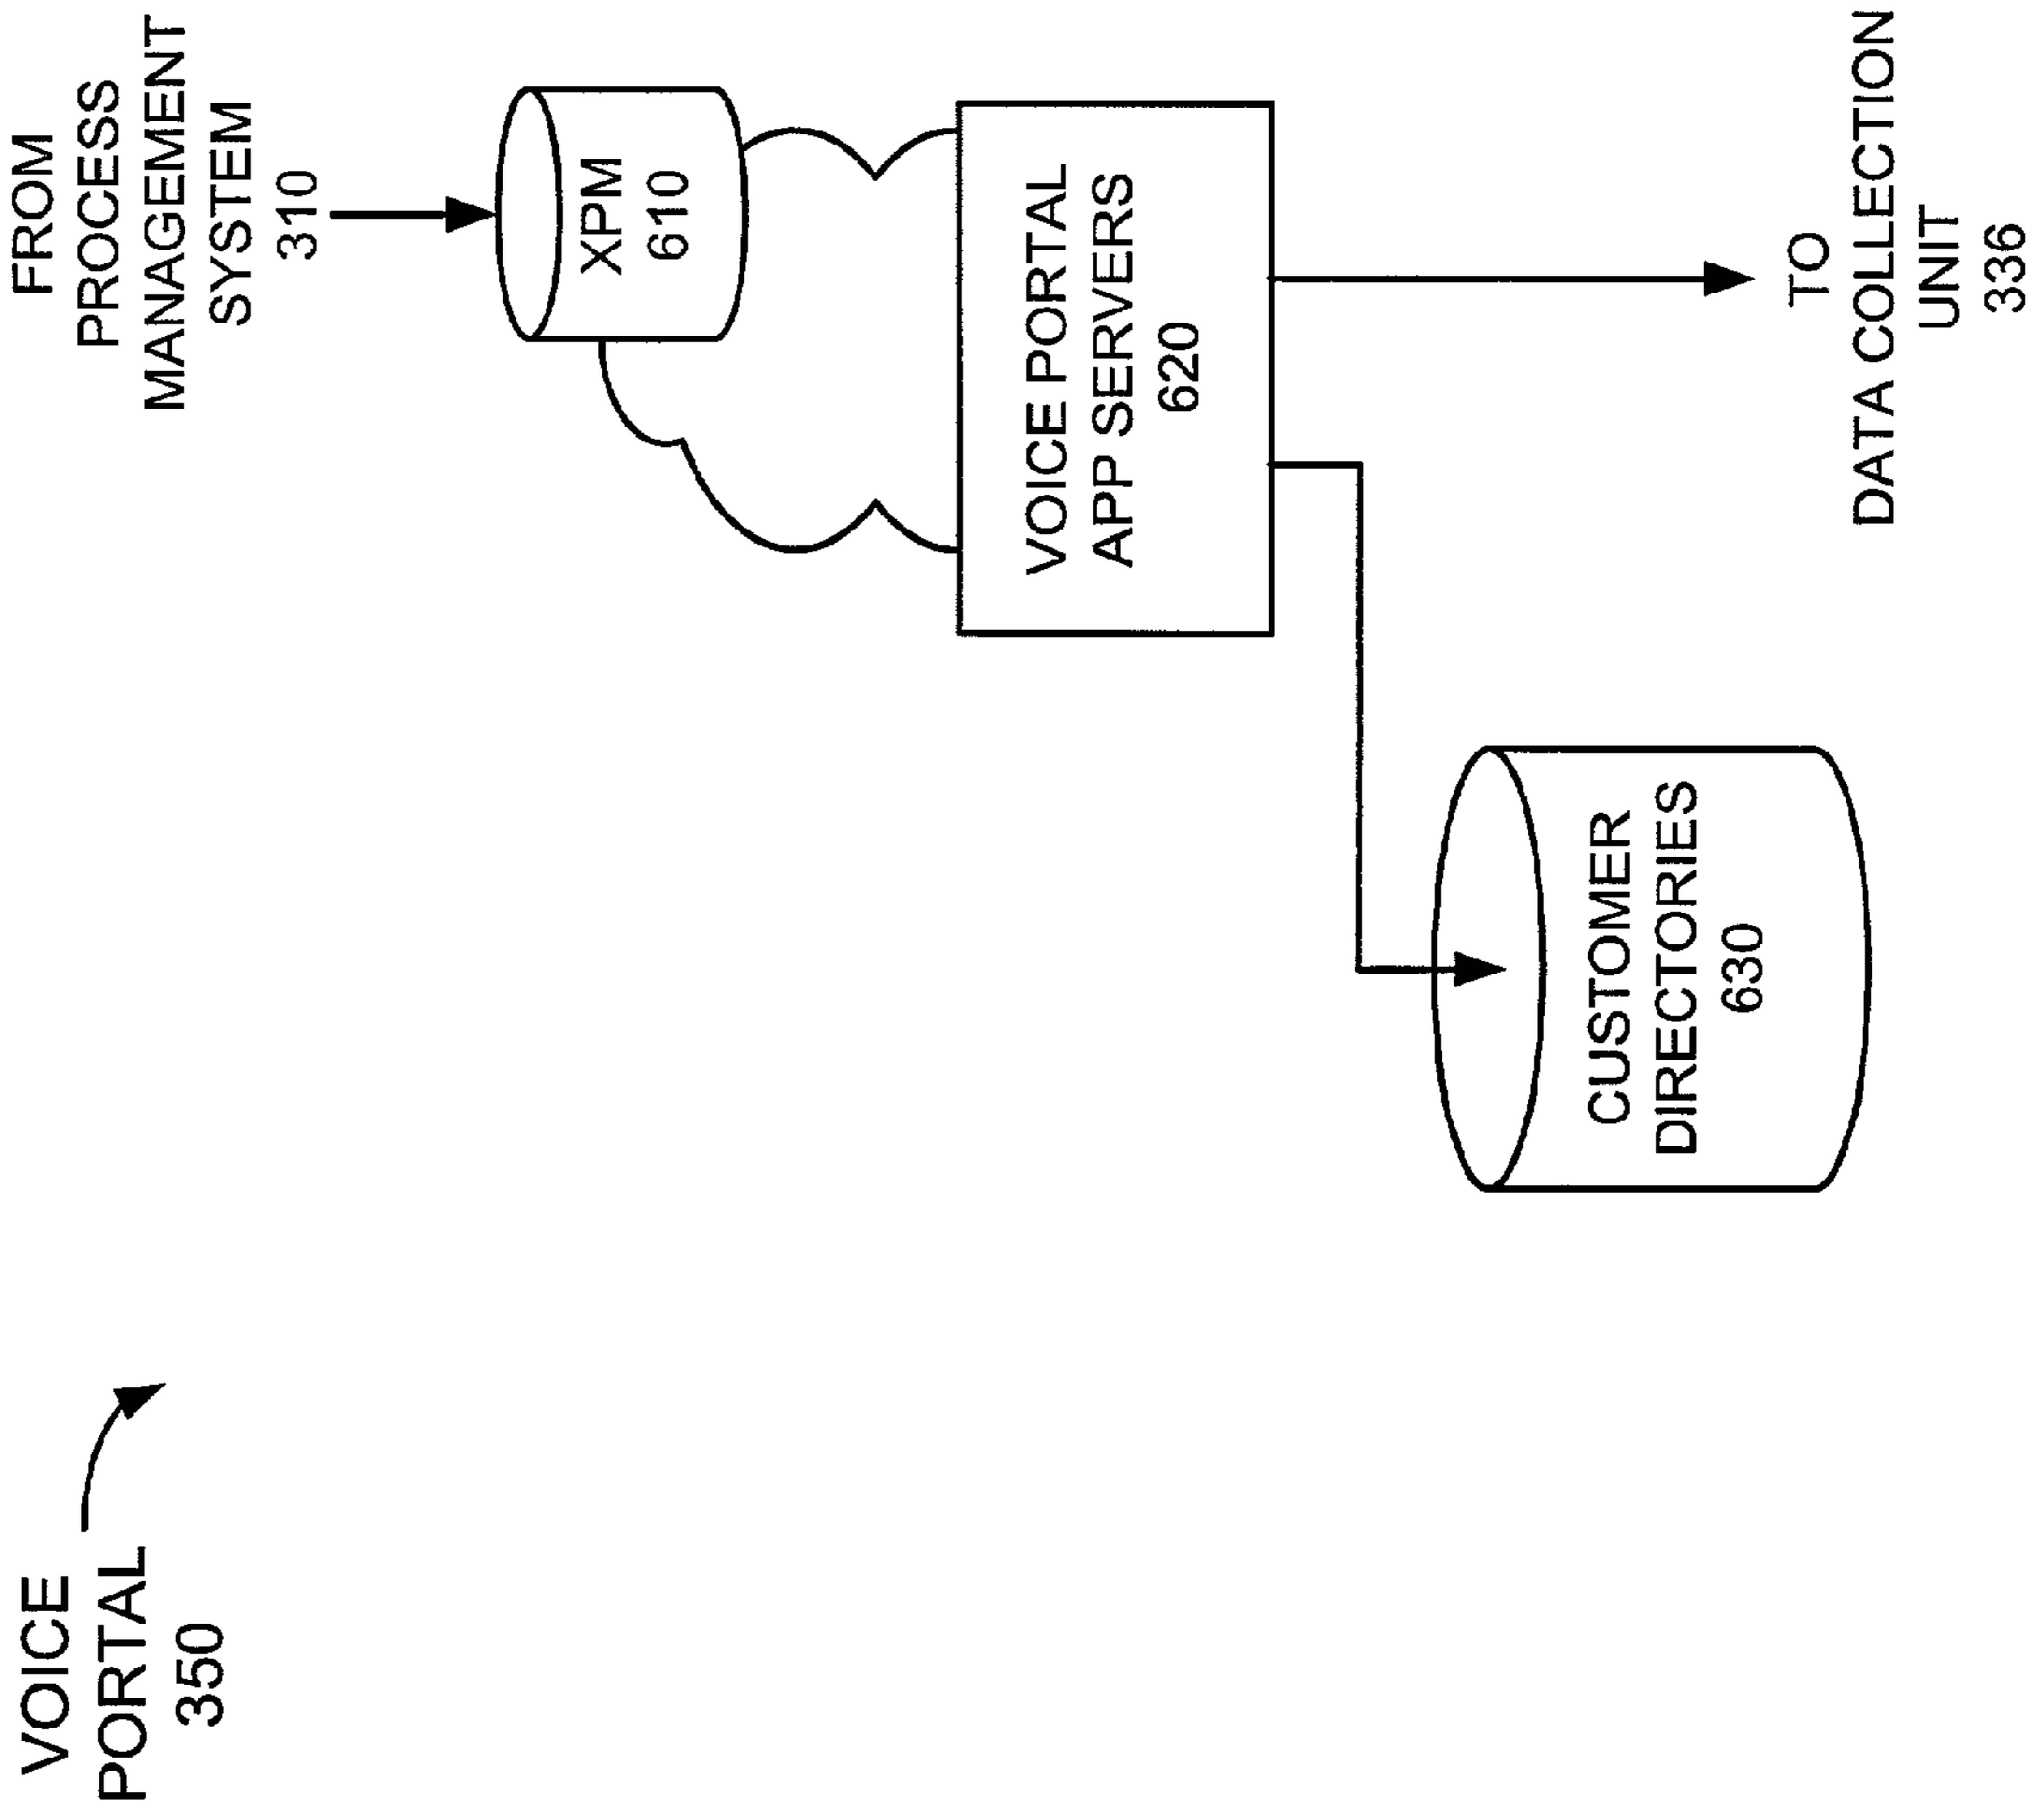 VOICE
PORTAL
350
FROM
PROCESS
MANAGEMENT
SYSTEM
310
XPM
610
VOICE PORTAL
APP SERVERS
620
CUSTOMER
DIRECTORIES
630
TO
DATA COLLECTION
UNIT
336